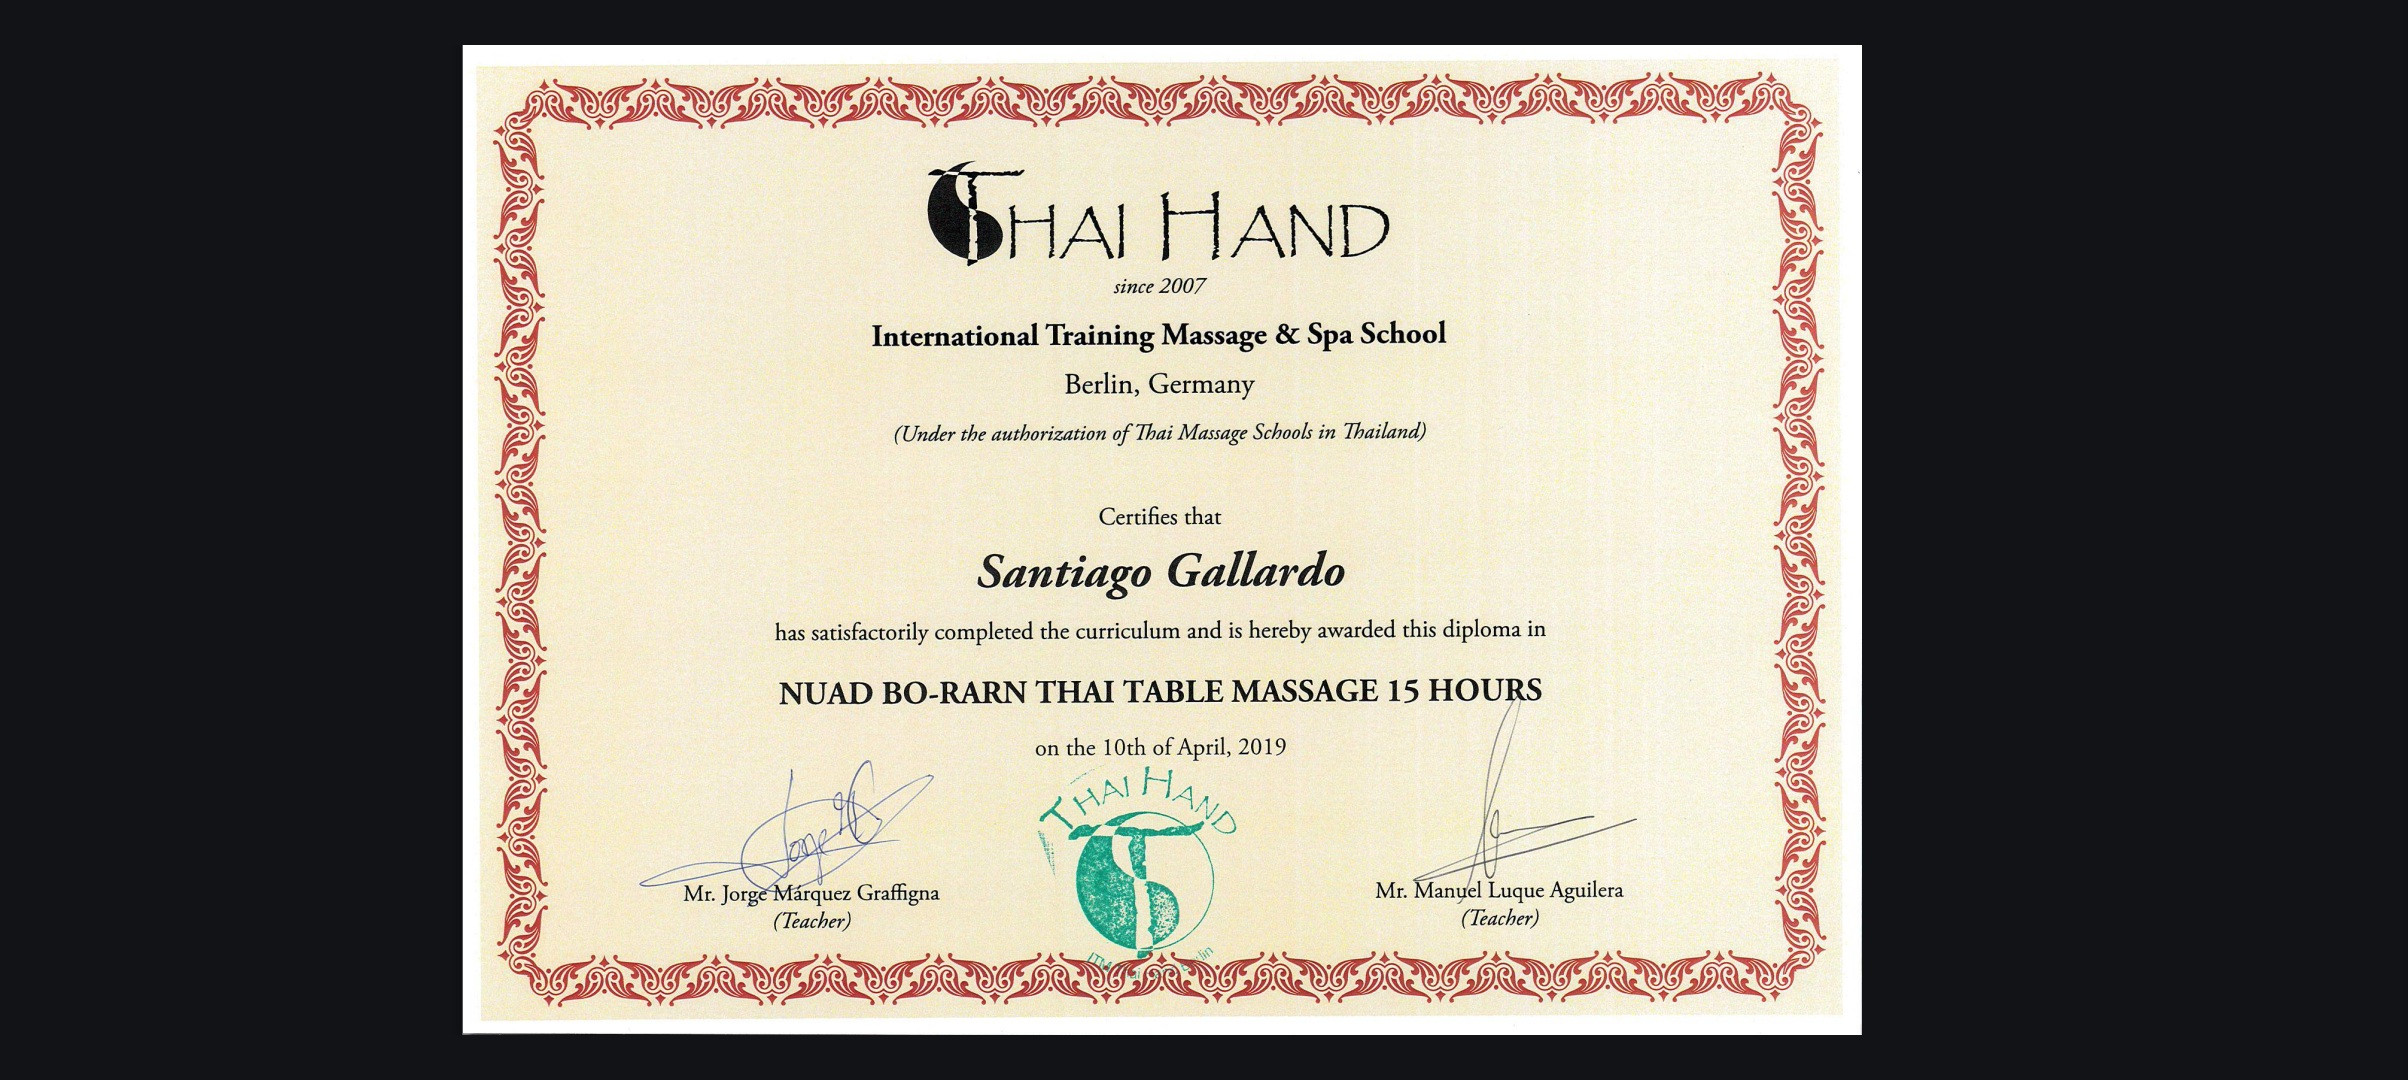 THAI HAND
since 2007
International Training Massage & Spa School
Berlin, Germany
(Under the authorization of Thai Massage Schools in Thailand)
Certifies that
Santiago Gallardo
has satisfactorily completed the curriculum and is hereby awarded this diploma in
NUAD BO-RARN THAI TABLE MASSAGE 15 HOURS
on the 10th of April, 2019
THAI HAND
Mr. Jorge Márquez Graffigna
(Teacher)
Mr. Manuel Luque Aguilera
(Teacher)
ITM Berlin